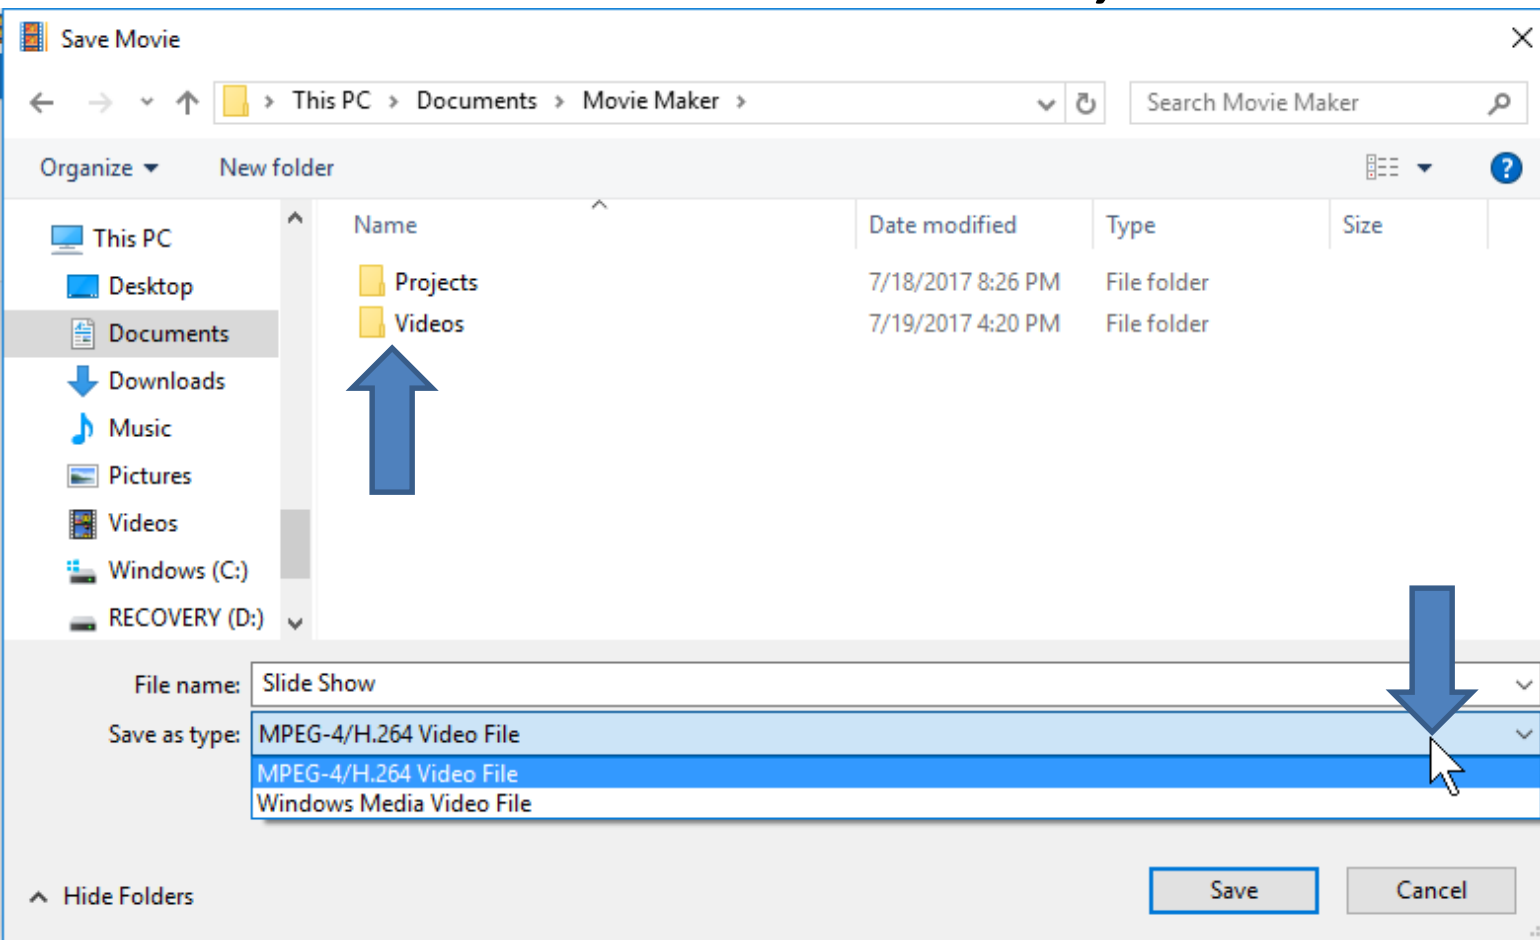 Save Movie
This PC > Documents > Movie Maker >
Search Movie Maker
Organize
New folder
?
Name
Date modified
Type
Size
This PC
Desktop
Documents
Downloads
Music
Pictures
Videos
Windows (C:)
RECOVERY (D:)
Projects 7/18/2017 8:26 PM File folder
Videos 7/19/2017 4:20 PM File folder
File name: Slide Show
Save as type: MPEG-4/H.264 Video File
MPEG-4/H.264 Video File
Windows Media Video File
Hide Folders
Save
Cancel